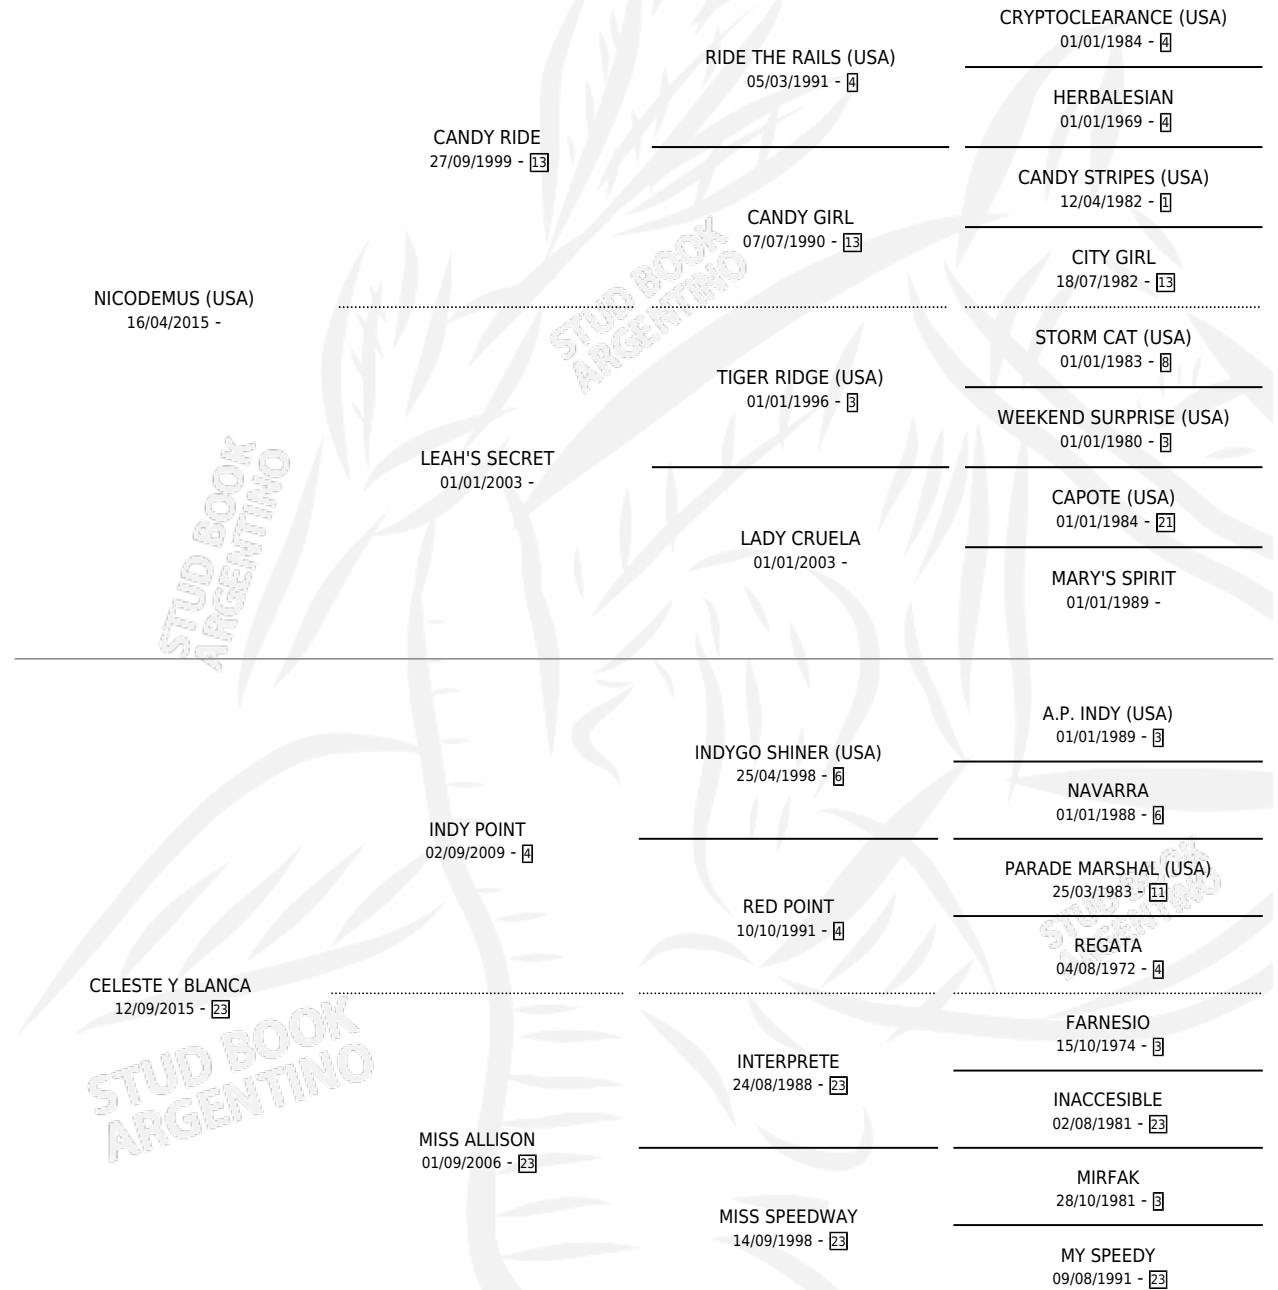 CRYPTOCLEARANCE (USA)
01/01/1984 - 4
RIDE THE RAILS (USA)
05/03/1991 - 4
HERBALESIAN
01/01/1969 - 4
CANDY RIDE
27/09/1999 - 13
CANDY STRIPES (USA)
12/04/1982 - 1
CANDY GIRL
07/07/1990 - 13
CITY GIRL
18/07/1982 - 13
NICODEMUS (USA)
16/04/2015 -
STORM CAT (USA)
01/01/1983 - 8
TIGER RIDGE (USA)
01/01/1996 - 3
WEEKEND SURPRISE (USA)
01/01/1980 - 3
LEAH'S SECRET
01/01/2003 -
CAPOTE (USA)
01/01/1984 - 21
LADY CRUELA
01/01/2003 -
MARY'S SPIRIT
01/01/1989 -
A.P. INDY (USA)
01/01/1989 - 3
INDYGO SHINER (USA)
25/04/1998 - 6
NAVARRA
01/01/1988 - 6
INDY POINT
02/09/2009 - 4
PARADE MARSHAL (USA)
25/03/1983 - 11
RED POINT
10/10/1991 - 4
REGATA
04/08/1972 - 4
CELESTE Y BLANCA
12/09/2015 - 23
FARNESIO
15/10/1974 - 3
INTERPRETE
24/08/1988 - 23
INACCESIBLE
02/08/1981 - 23
MISS ALLISON
01/09/2006 - 23
MIRFAK
28/10/1981 - 3
MISS SPEEDWAY
14/09/1998 - 23
MY SPEEDY
09/08/1991 - 23
STUD BOOK
ARGENTINO
STUD BOOK
ARGENTINO
STUD BOOK
ARGENTINO
STUD BOOK
ARGENTINO